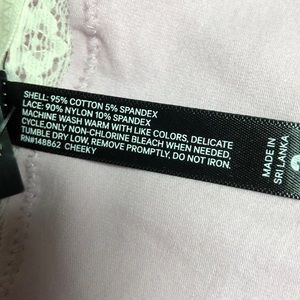 SHELL: 95% COTTON 5% SPANDEX
LACE: 90% NYLON 10% SPANDEX
MACHINE WASH WARM WITH LIKE COLORS, DELICATE
CYCLE.ONLY NON-CHLORINE BLEACH WHEN NEEDED,
TUMBLE DRY LOW, REMOVE PROMPTLY. DO NOT IRON.
RN#148862 CHEEKY
MADE IN
SRI LANKA